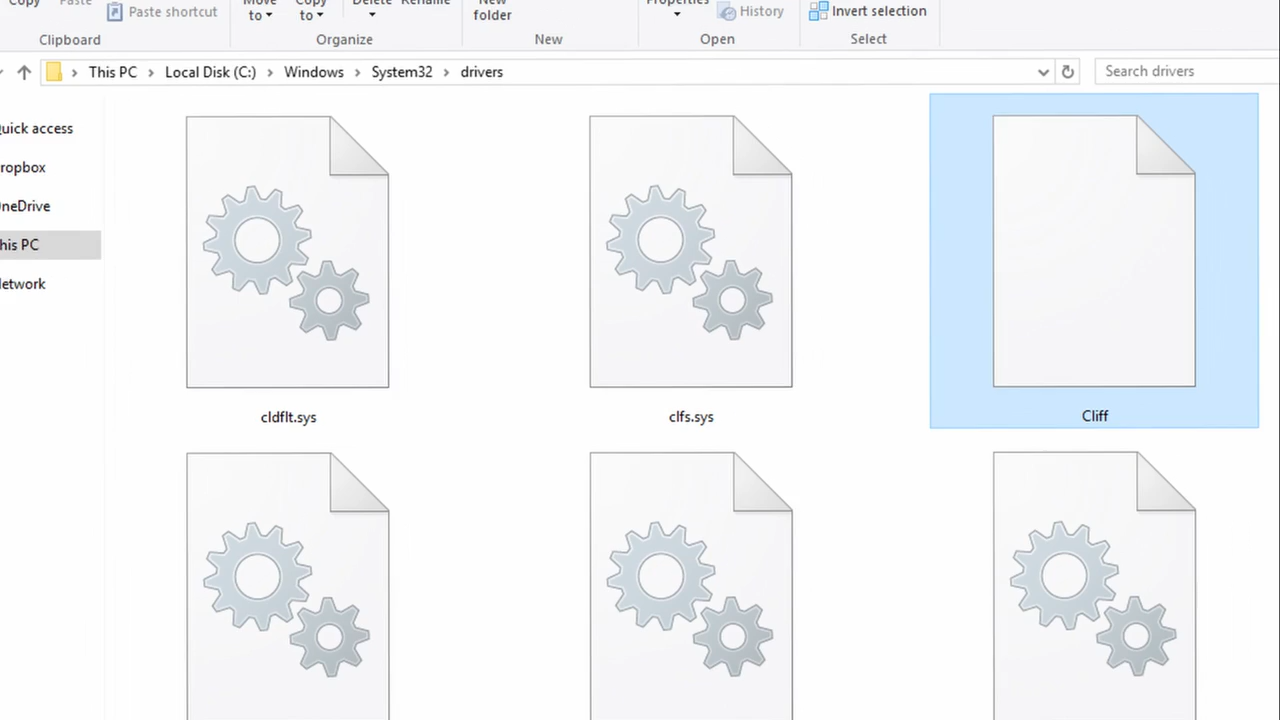 Copy Paste Move Copy Delete Rename New Properties
Paste shortcut to to folder History Invert selection
Clipboard Organize New Open Select
This PC Local Disk (C:) Windows System32 drivers Search drivers
uick access
ropbox
neDrive
his PC
etwork
cldflt.sys clfs.sys Cliff